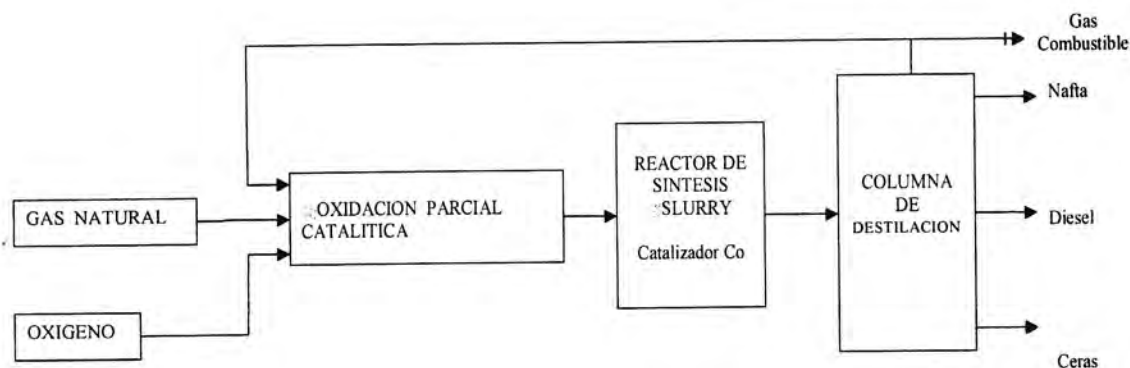 Gas
Combustible
Nafta
REACTOR DE
SINTESIS
SLURRY
Catalizador Co
COLUMNA
DE
DESTILACION
OXIDACION PARCIAL
CATALITICA
GAS NATURAL
Diesel
OXIGENO
Ceras